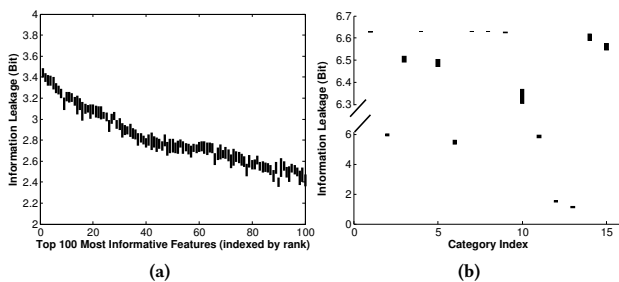 4
3.8
3.6
3.4
3.2
3
2.8
2.6
2.4
2.2
2
0 20 40 60 80 100
Information Leakage (Bit)
Top 100 Most Informative Features (indexed by rank)
(a)
6.7
6.6
6.5
6.4
6.3
6
4
2
0
0 5 10 15
Information Leakage (Bit)
Category Index
(b)